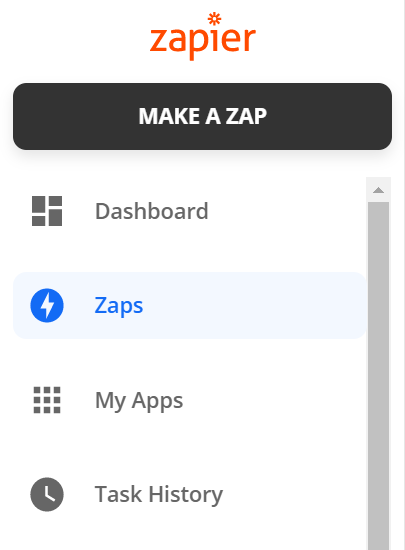 zapier
MAKE A ZAP
Dashboard
Zaps
My Apps
Task History